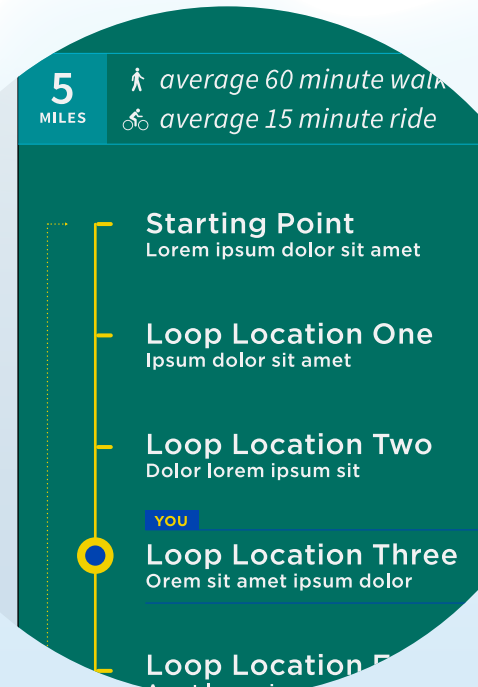 5
MILES
average 60 minute walk
average 15 minute ride
Starting Point
Lorem ipsum dolor sit amet
Loop Location One
Ipsum dolor sit amet
Loop Location Two
Dolor lorem ipsum sit
YOU
Loop Location Three
Orem sit amet ipsum dolor
Loop Location